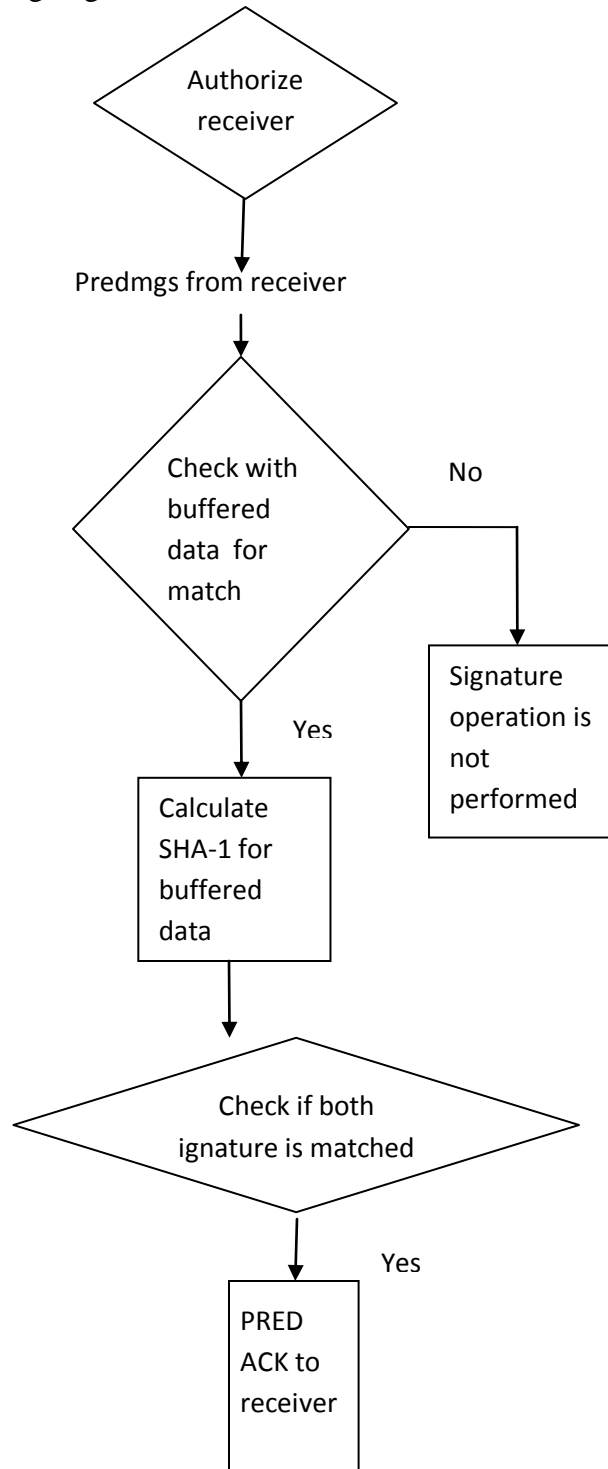 Authorize
receiver
Predmgs from receiver
Check with
buffered
data for
match
No
Signature
operation is
not
performed
Yes
Calculate
SHA-1 for
buffered
data
Check if both
ignature is matched
Yes
PRED
ACK to
receiver